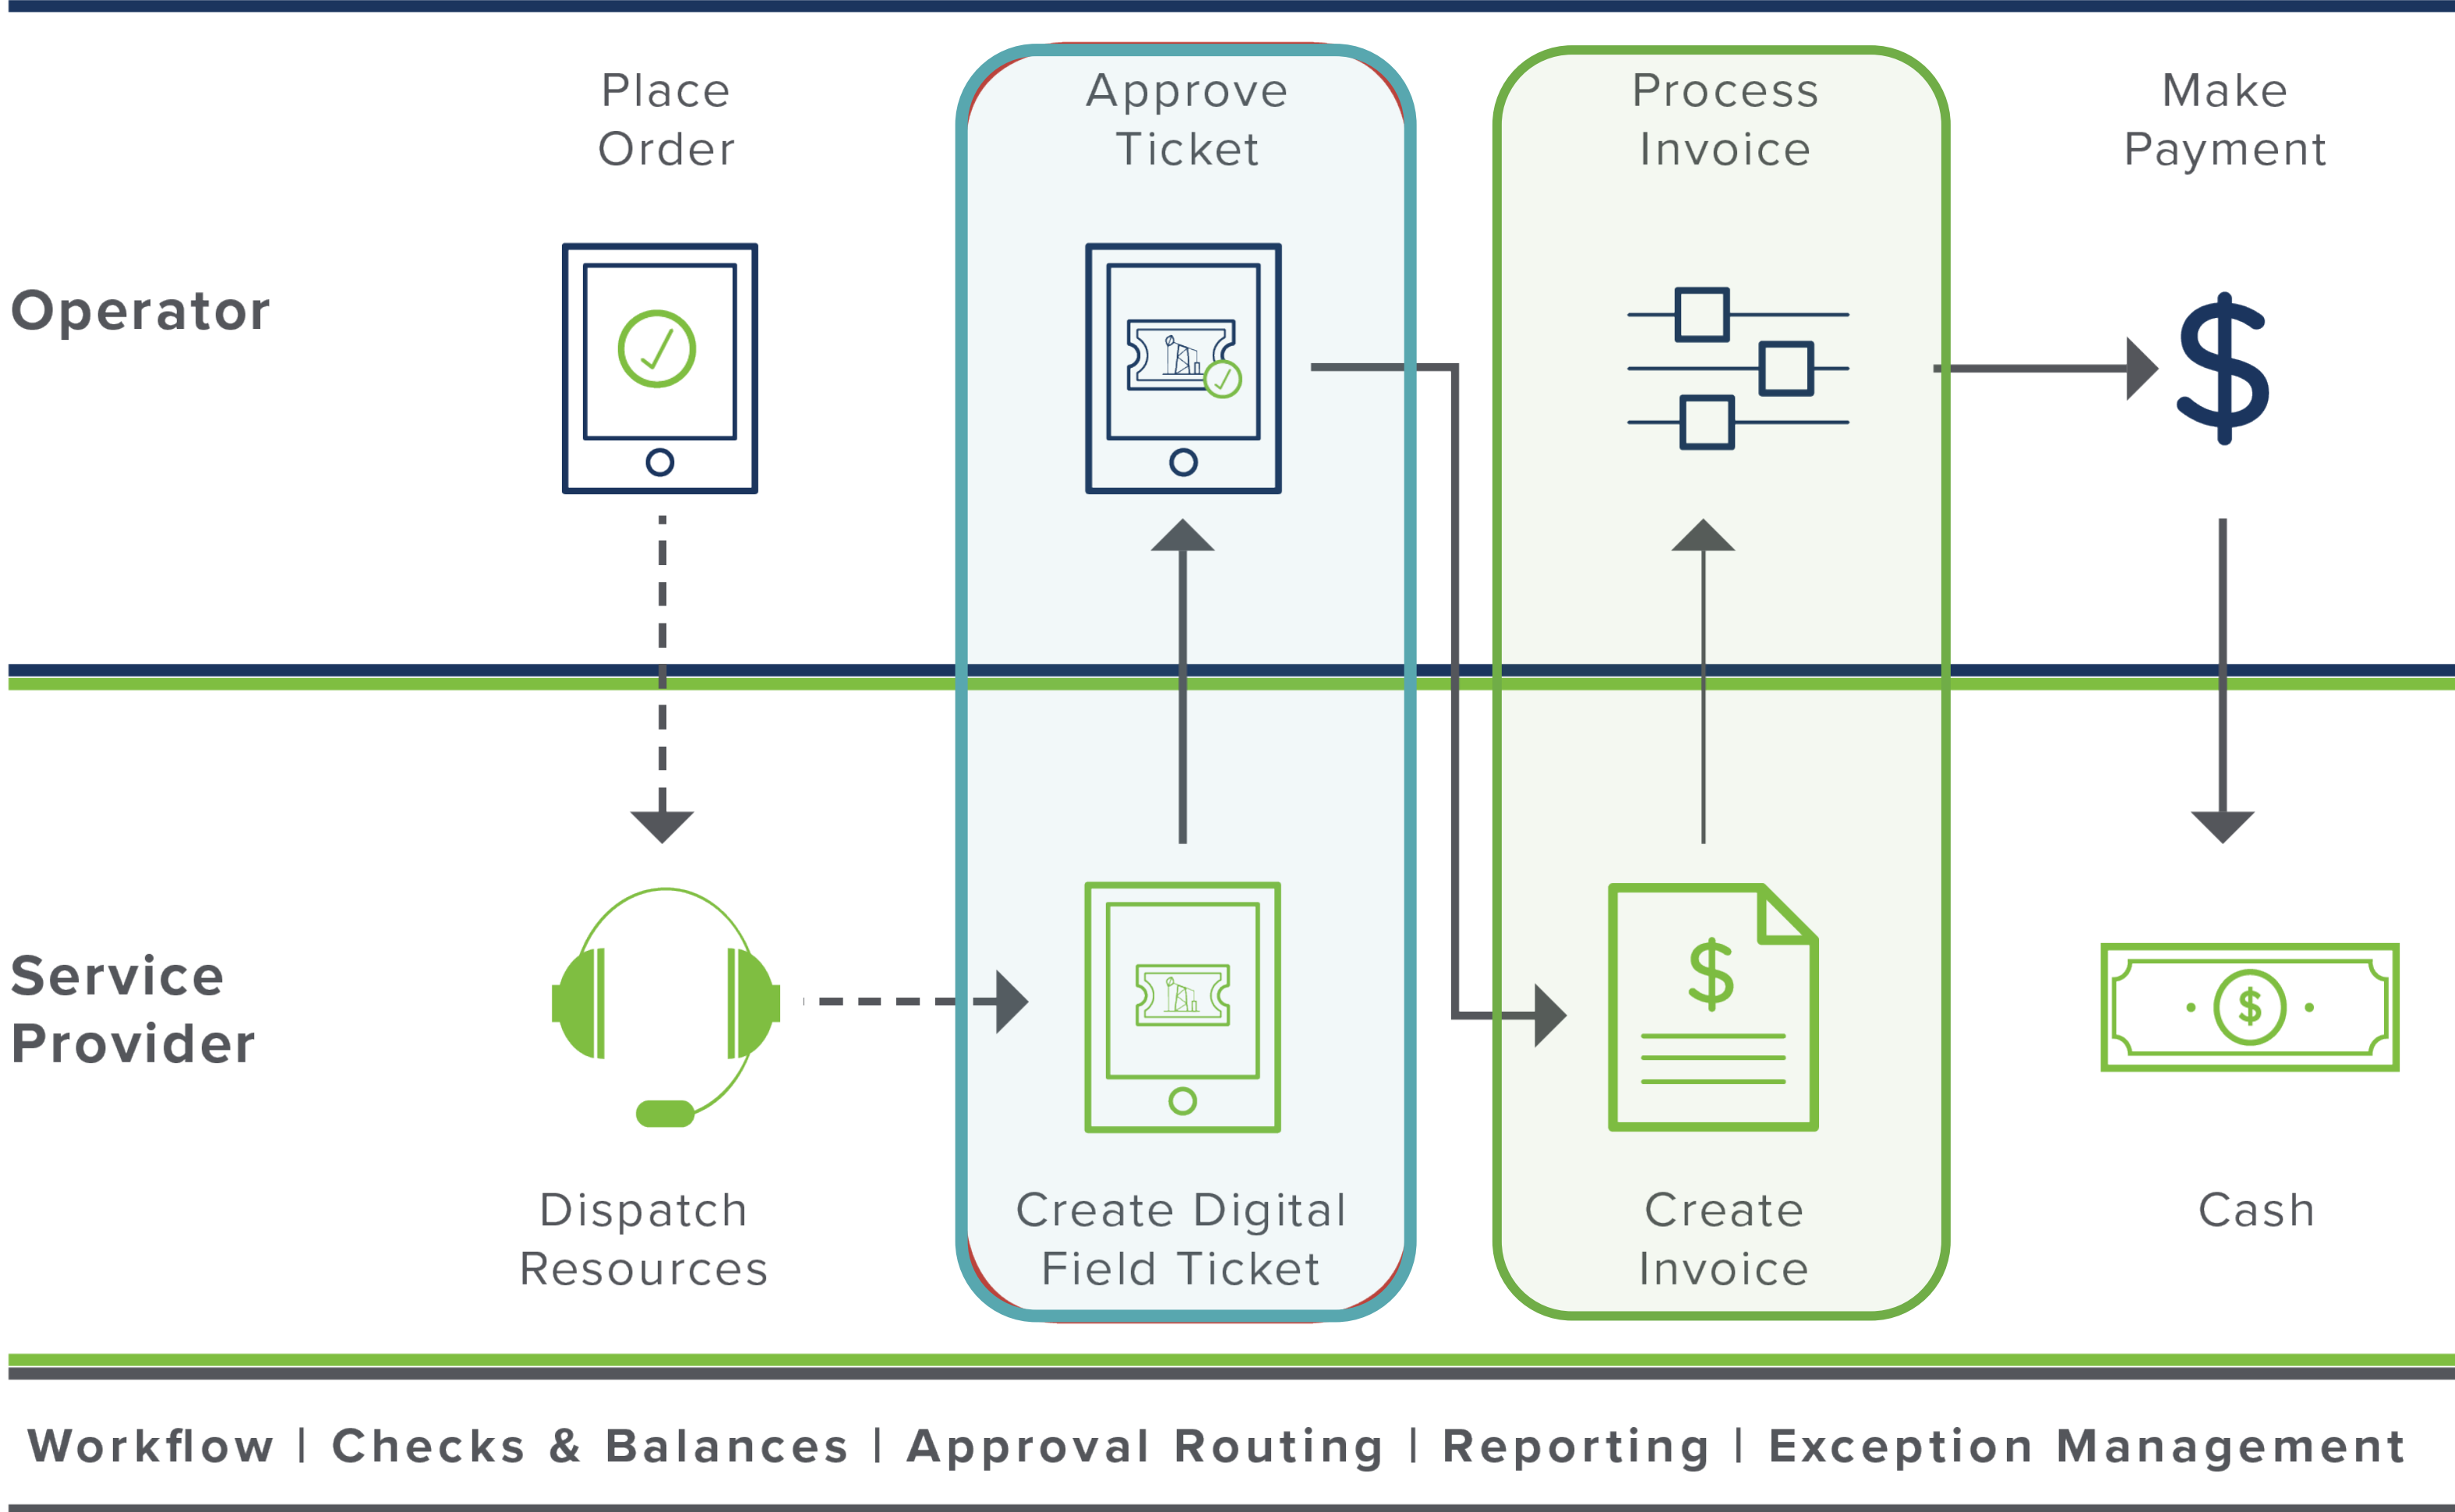 Place
Order
Approve
Ticket
Process
Invoice
Make
Payment
Operator
$
Service
Provider
$
$
Dispatch
Resources
Create Digital
Field Ticket
Create
Invoice
Cash
Workflow | Checks & Balances | Approval Routing | Reporting | Exception Management